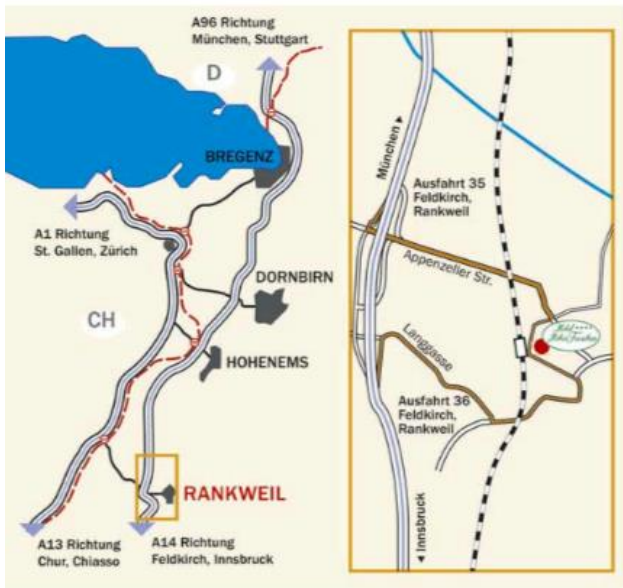 A96 Richtung
München, Stuttgart
D
BREGENZ
A1 Richtung
St. Gallen, Zürich
DORNBIRN
CH
HOHENEMS
RANKWEIL
A13 Richtung
Chur, Chiasso
A14 Richtung
Feldkirch, Innsbruck
München
Ausfahrt 35
Feldkirch,
Rankweil
Appenzeller Str.
Langgasse
Ausfahrt 36
Feldkirch,
Rankweil
Innsbruck